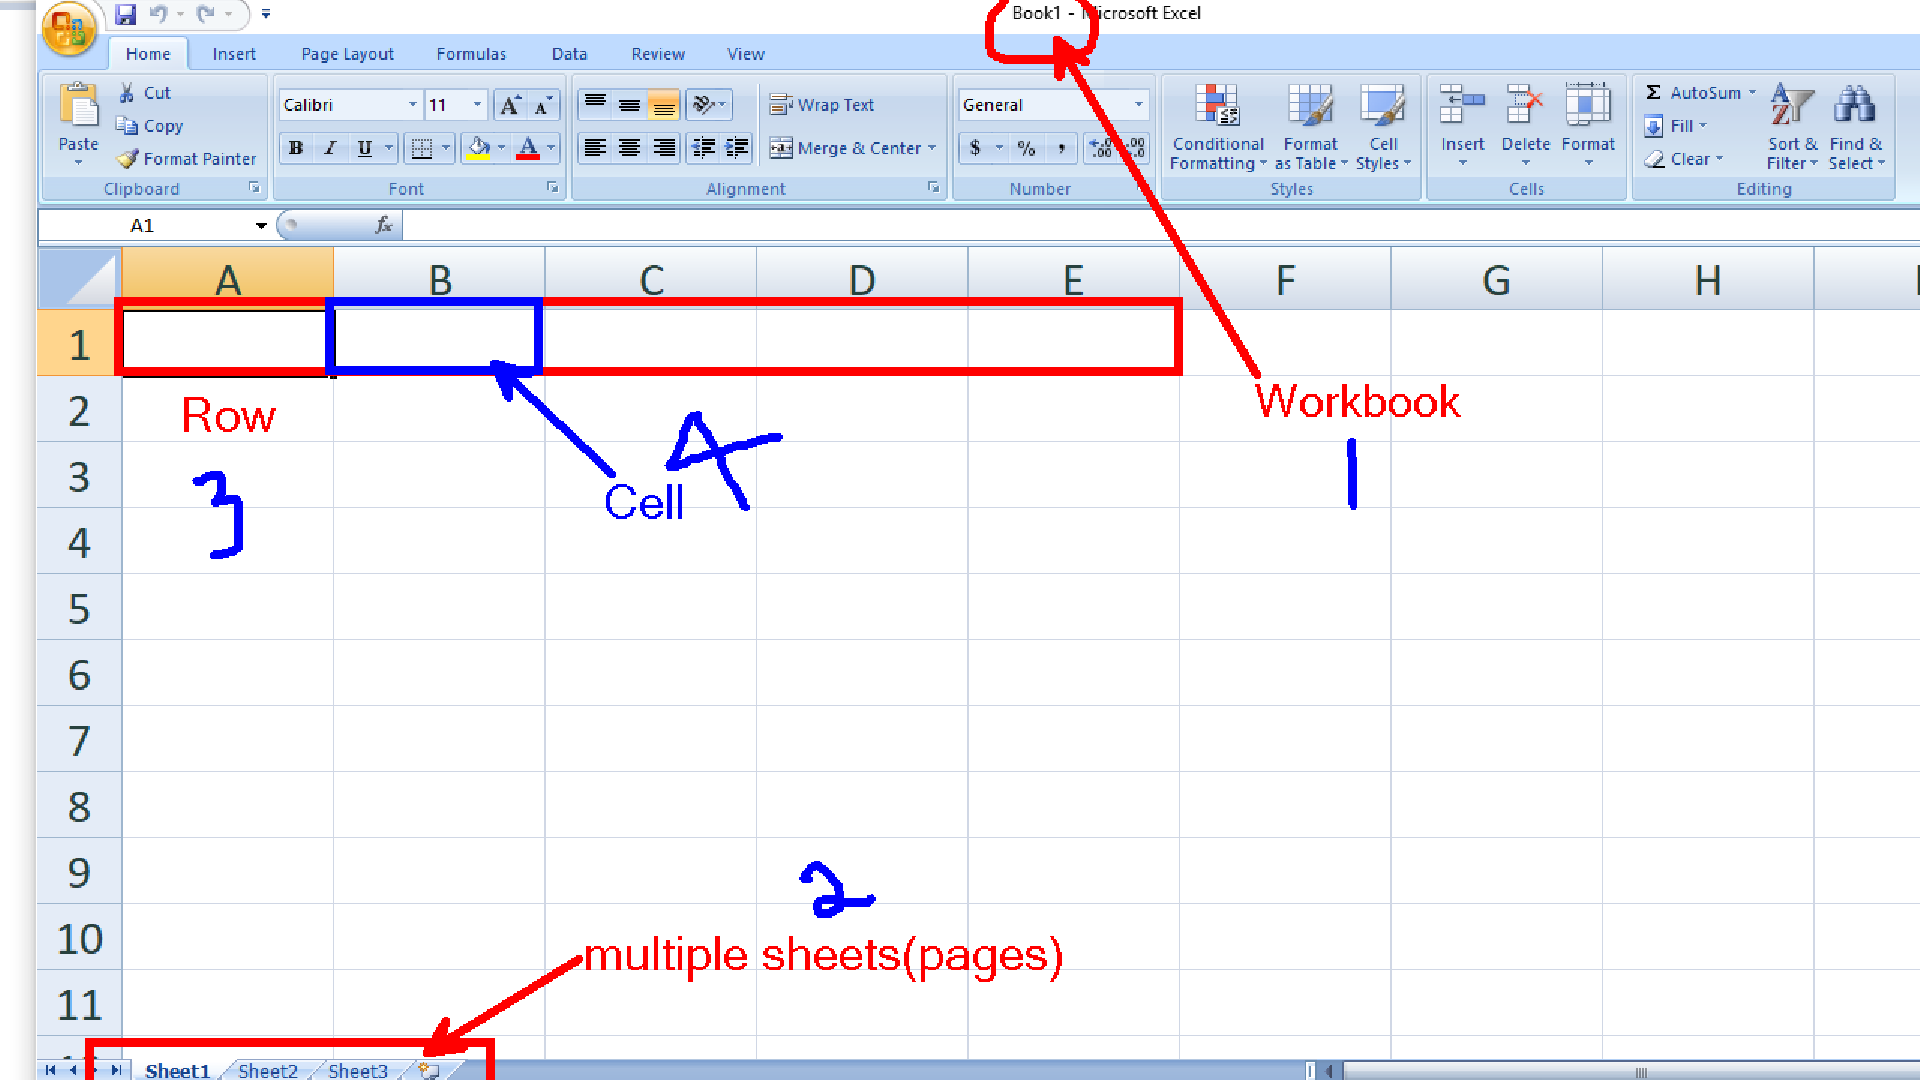 Book1 - Microsoft Excel
Home Insert Page Layout Formulas Data Review View
Cut
Calibri 11 A A
Wrap Text
General
Σ AutoSum
Copy
Fill
Paste
Conditional Formatting
Format as Table
Cell Styles
Insert Delete Format
Sort & Filter
Find & Select
Format Painter
B I U A
Merge & Center
$ % ,
Clear
Clipboard Font Alignment Number Styles Cells Editing
A1 fx
A B C D E F G H
1
Workbook
2
Row
1
3
3
4
Cell
4
5
6
7
8
9
2
10
multiple sheets(pages)
11
Sheet1 Sheet2 Sheet3